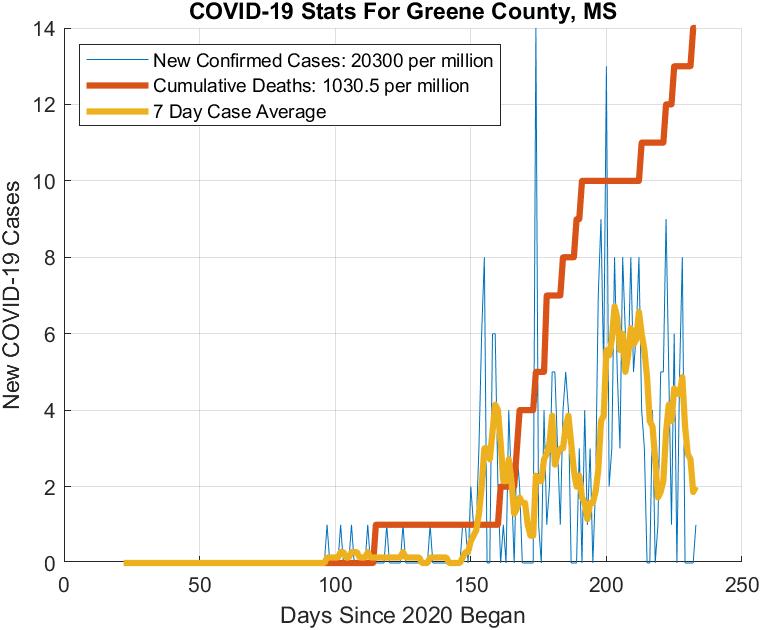 COVID-19 Stats For Greene County, MS
New Confirmed Cases: 20300 per million
Cumulative Deaths: 1030.5 per million
7 Day Case Average
New COVID-19 Cases
14
12
10
8
6
4
2
0
0 50 100 150 200 250
Days Since 2020 Began